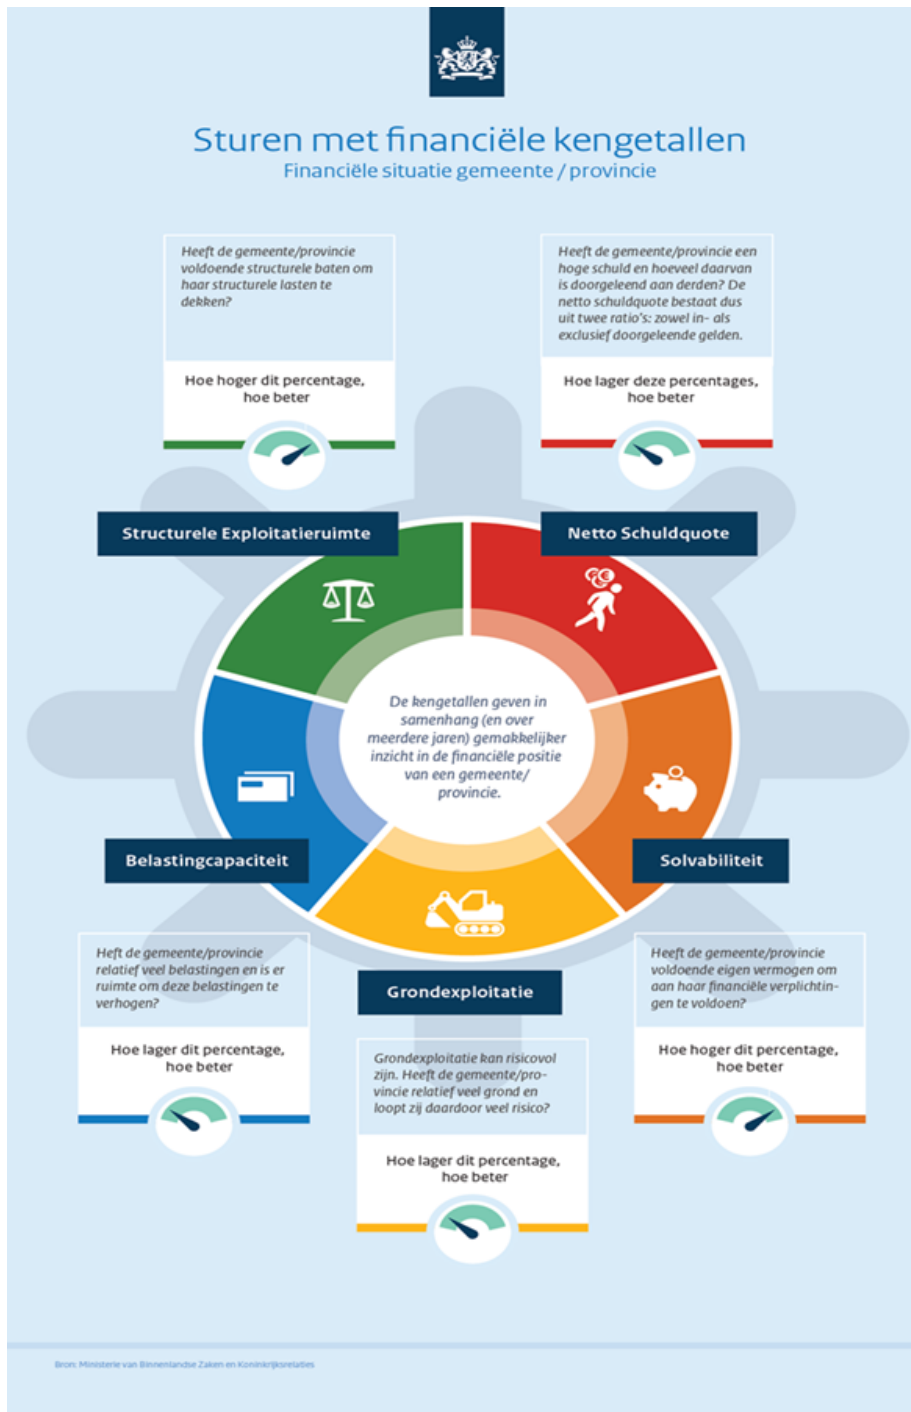 Sturen met financiële kengetallen
Financiële situatie gemeente / provincie
Heeft de gemeente/provincie
voldoende structurele baten om
haar structurele lasten te
dekken?
Hoe hoger dit percentage,
hoe beter
Heeft de gemeente/provincie een
hoge schuld en hoeveel daarvan
is doorgeleend aan derden? De
netto schuldquote bestaat dus
uit twee ratio's: zowel in- als
exclusief doorgeleende gelden.
Hoe lager deze percentages,
hoe beter
Structurele Exploitatieruimte
Netto Schuldquote
De kengetallen geven in
samenhang (en over
meerdere jaren) gemakkelijker
inzicht in de financiële positie
van een gemeente/
provincie.
Belastingcapaciteit
Solvabiliteit
Heft de gemeente/provincie
relatief veel belastingen en is er
ruimte om deze belastingen te
verhogen?
Hoe lager dit percentage,
hoe beter
Grondexploitatie
Grondexploitatie kan risicovol
zijn. Heeft de gemeente/pro-
vincie relatief veel grond en
loopt zij daardoor veel risico?
Hoe lager dit percentage,
hoe beter
Heeft de gemeente/provincie
voldoende eigen vermogen om
aan haar financiële verplichtin-
gen te voldoen?
Hoe hoger dit percentage,
hoe beter
Bron: Ministerie van Binnenlandse Zaken en Koninkrijksrelaties